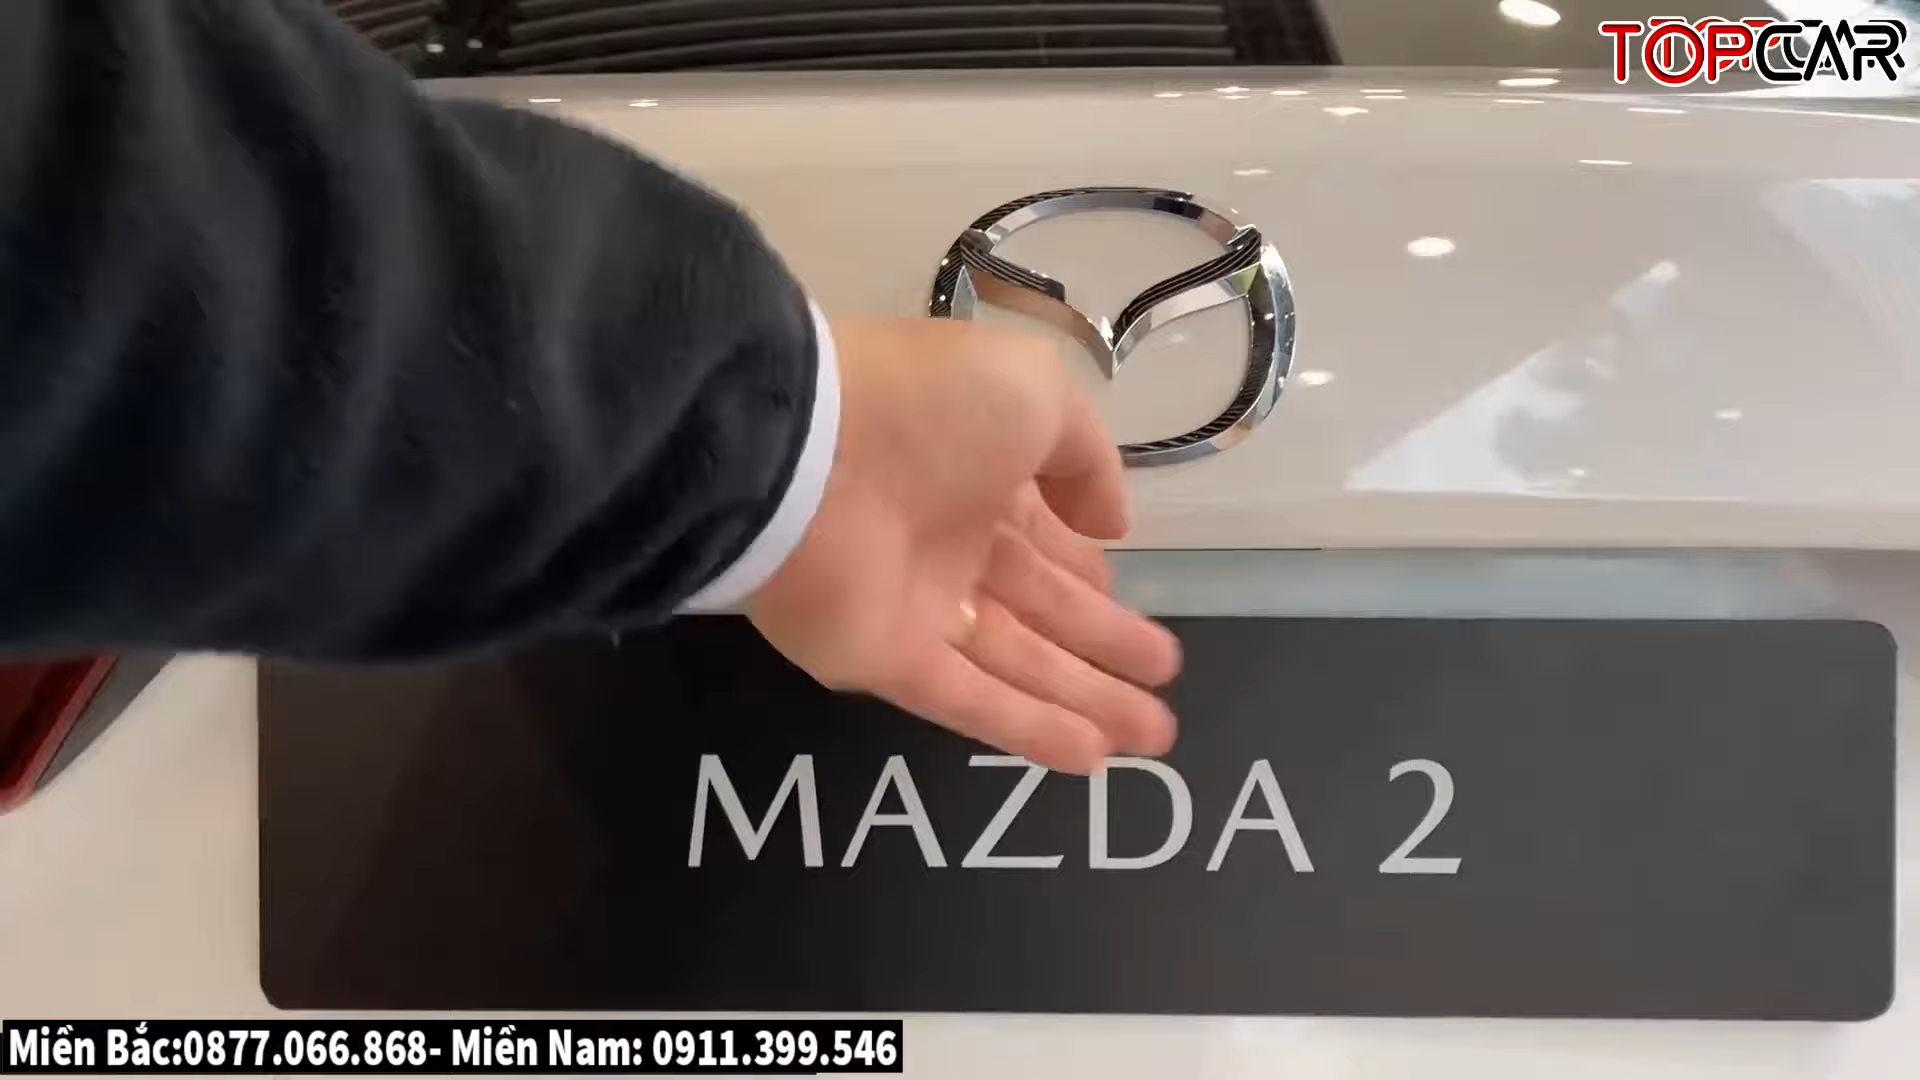 TOPCAR
MAZDA 2
Miền Bắc:0877.066.868- Miền Nam: 0911.399.546